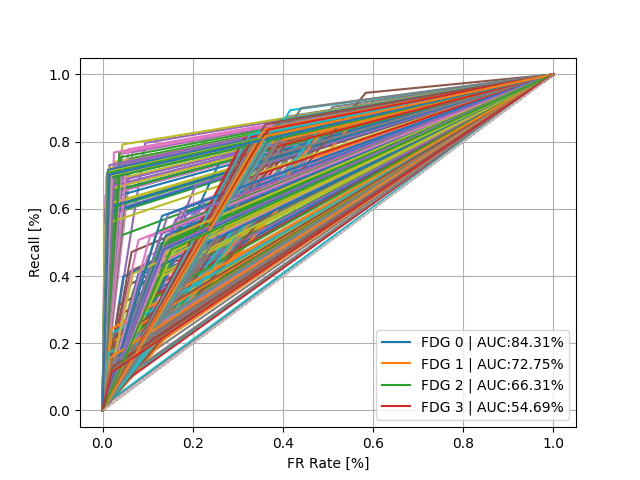 1.0
0.8
0.6
0.4
0.2
0.0
Recall [%]
FDG 0 | AUC:84.31%
FDG 1 | AUC:72.75%
FDG 2 | AUC:66.31%
FDG 3 | AUC:54.69%
0.0 0.2 0.4 0.6 0.8 1.0
FR Rate [%]